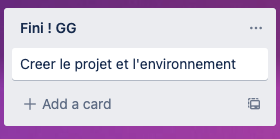 Fini ! GG
Creer le projet et l'environnement
Add a card